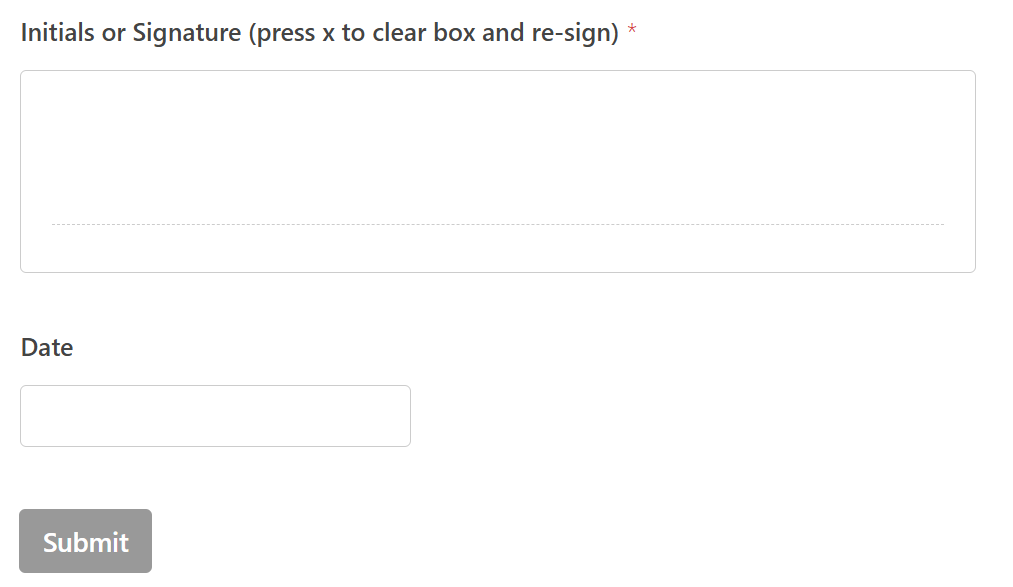 Initials or Signature (press x to clear box and re-sign) *
Date
Submit